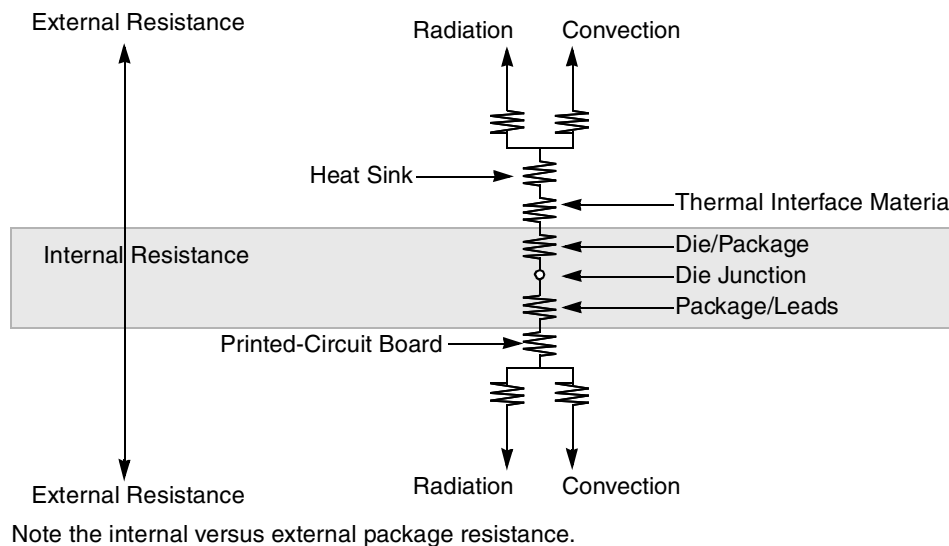 External Resistance
Radiation Convection
Heat Sink
Thermal Interface Materia
Die/Package
Internal Resistance
Die Junction
Package/Leads
Printed-Circuit Board
Radiation Convection
External Resistance
Note the internal versus external package resistance.